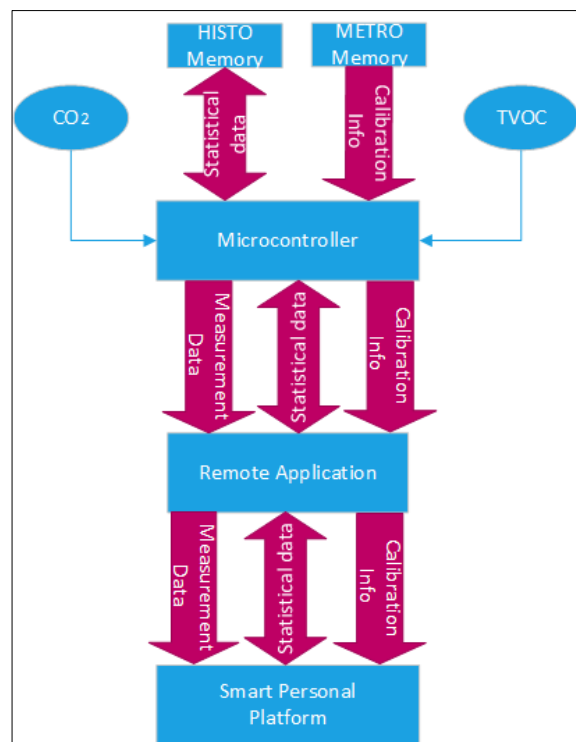 HISTO
Memory
METRO
Memory
CO2
Statistical
data
Calibration
Info
TVOC
Microcontroller
Measurement
Data
Statistical data
Calibration
Info
Remote Application
Measurement
Data
Statistical data
Calibration
Info
Smart Personal
Platform